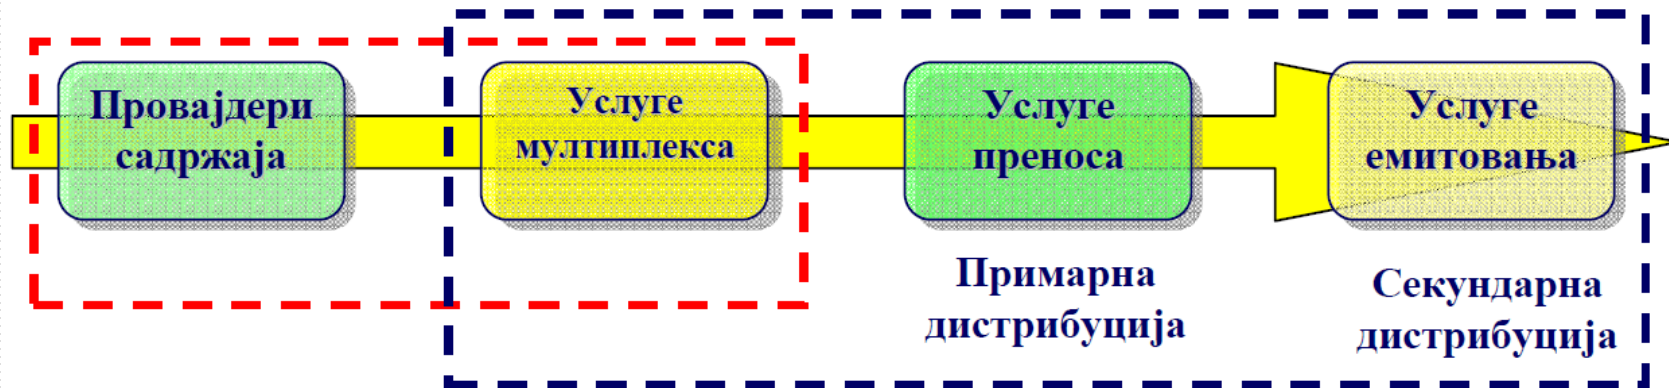 Провајдери
садржаја
Услуге
мултиплекса
Услуге
преноса
Услуге
емитовања
Примарна
дистрибуција
Секундарна
дистрибуција